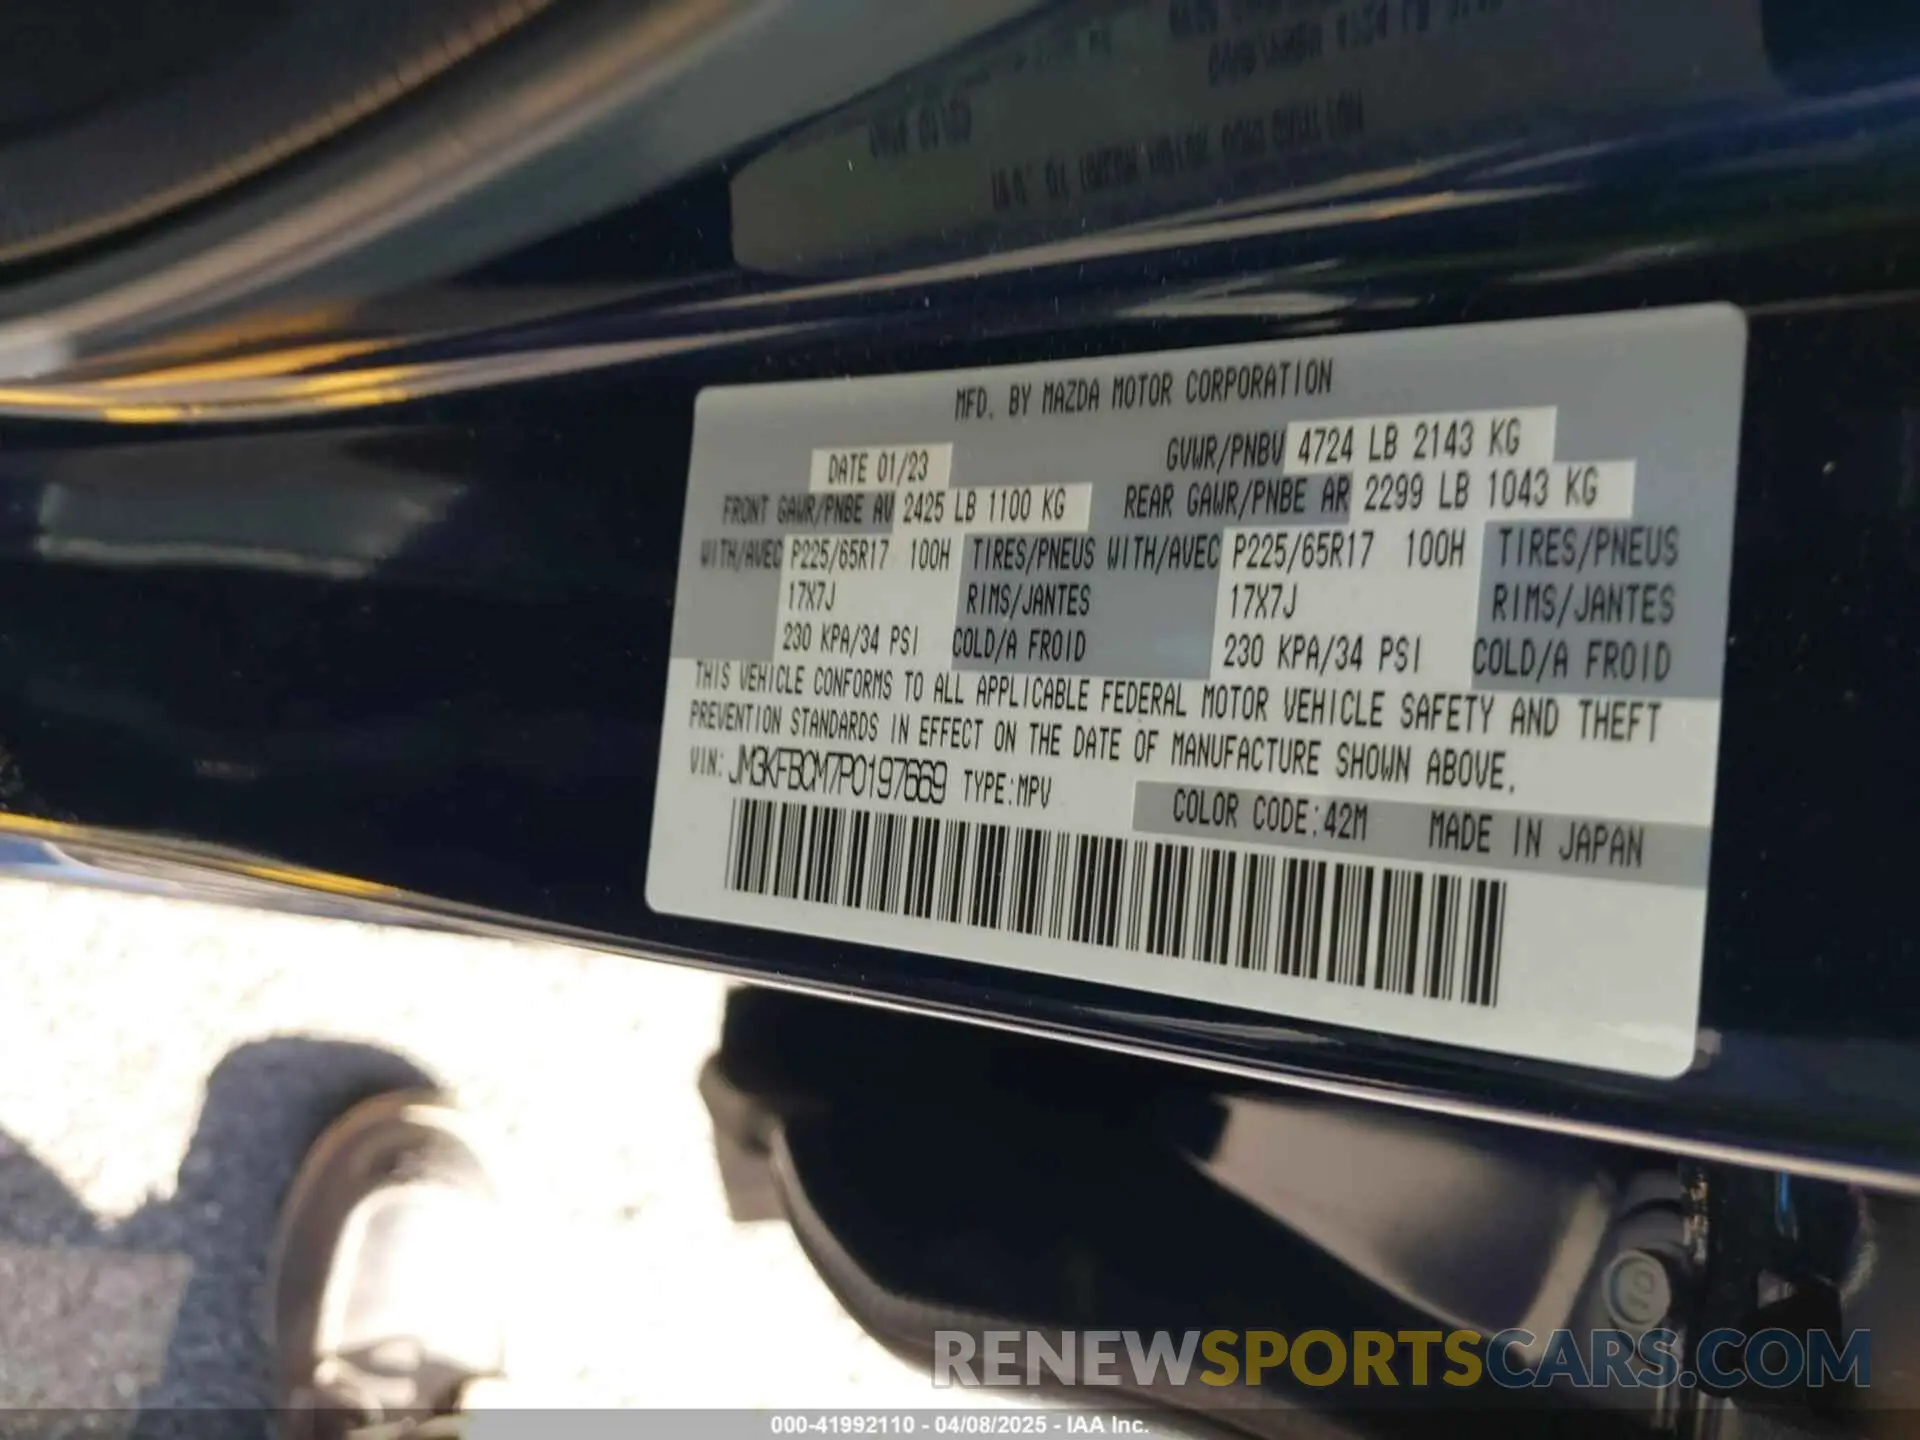 MFD. BY MAZDA MOTOR CORPORATION
DATE 01/23 GVWR/PNBV 4724 LB 2143 KG
FRONT GAWR/PNBE AV 2425 LB 1100 KG REAR GAWR/PNBE AR 2299 LB 1043 KG
WITH/AVEC P225/65R17 100H TIRES/PNEUS WITH/AVEC P225/65R17 100H TIRES/PNEUS
17X7J RIMS/JANTES 17X7J RIMS/JANTES
230 KPA/34 PSI COLD/A FROID 230 KPA/34 PSI COLD/A FROID
THIS VEHICLE CONFORMS TO ALL APPLICABLE FEDERAL MOTOR VEHICLE SAFETY AND THEFT
PREVENTION STANDARDS IN EFFECT ON THE DATE OF MANUFACTURE SHOWN ABOVE.
VIN: JM3KFBCM7P0197669 TYPE:MPV
COLOR CODE:42M MADE IN JAPAN
RENEWSPORTSCARS.COM
000-41992110 - 04/08/2025 - IAA Inc.